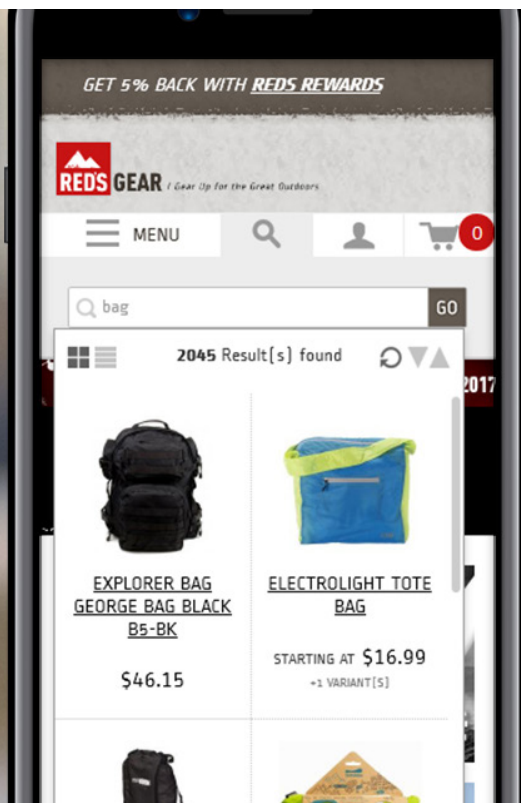 GET 5% BACK WITH REDS REWARDS
RED'S GEAR / Gear Up for the Great Outdoors
MENU
0
bag
GO
2045 Result(s) found
2017
EXPLORER BAG
GEORGE BAG BLACK
B5-BK
$46.15
ELECTROLIGHT TOTE
BAG
STARTING AT $16.99
+1 VARIANT(S)